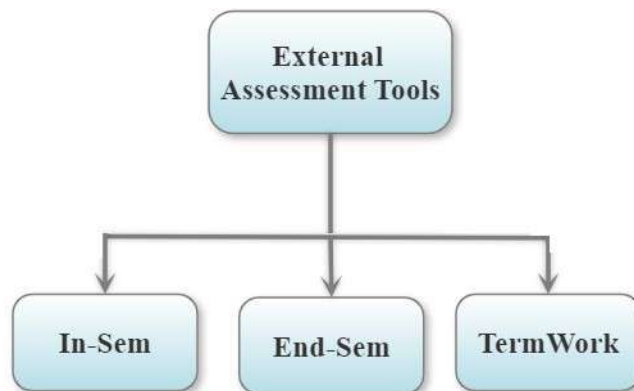 External
Assessment Tools
In-Sem
End-Sem
TermWork